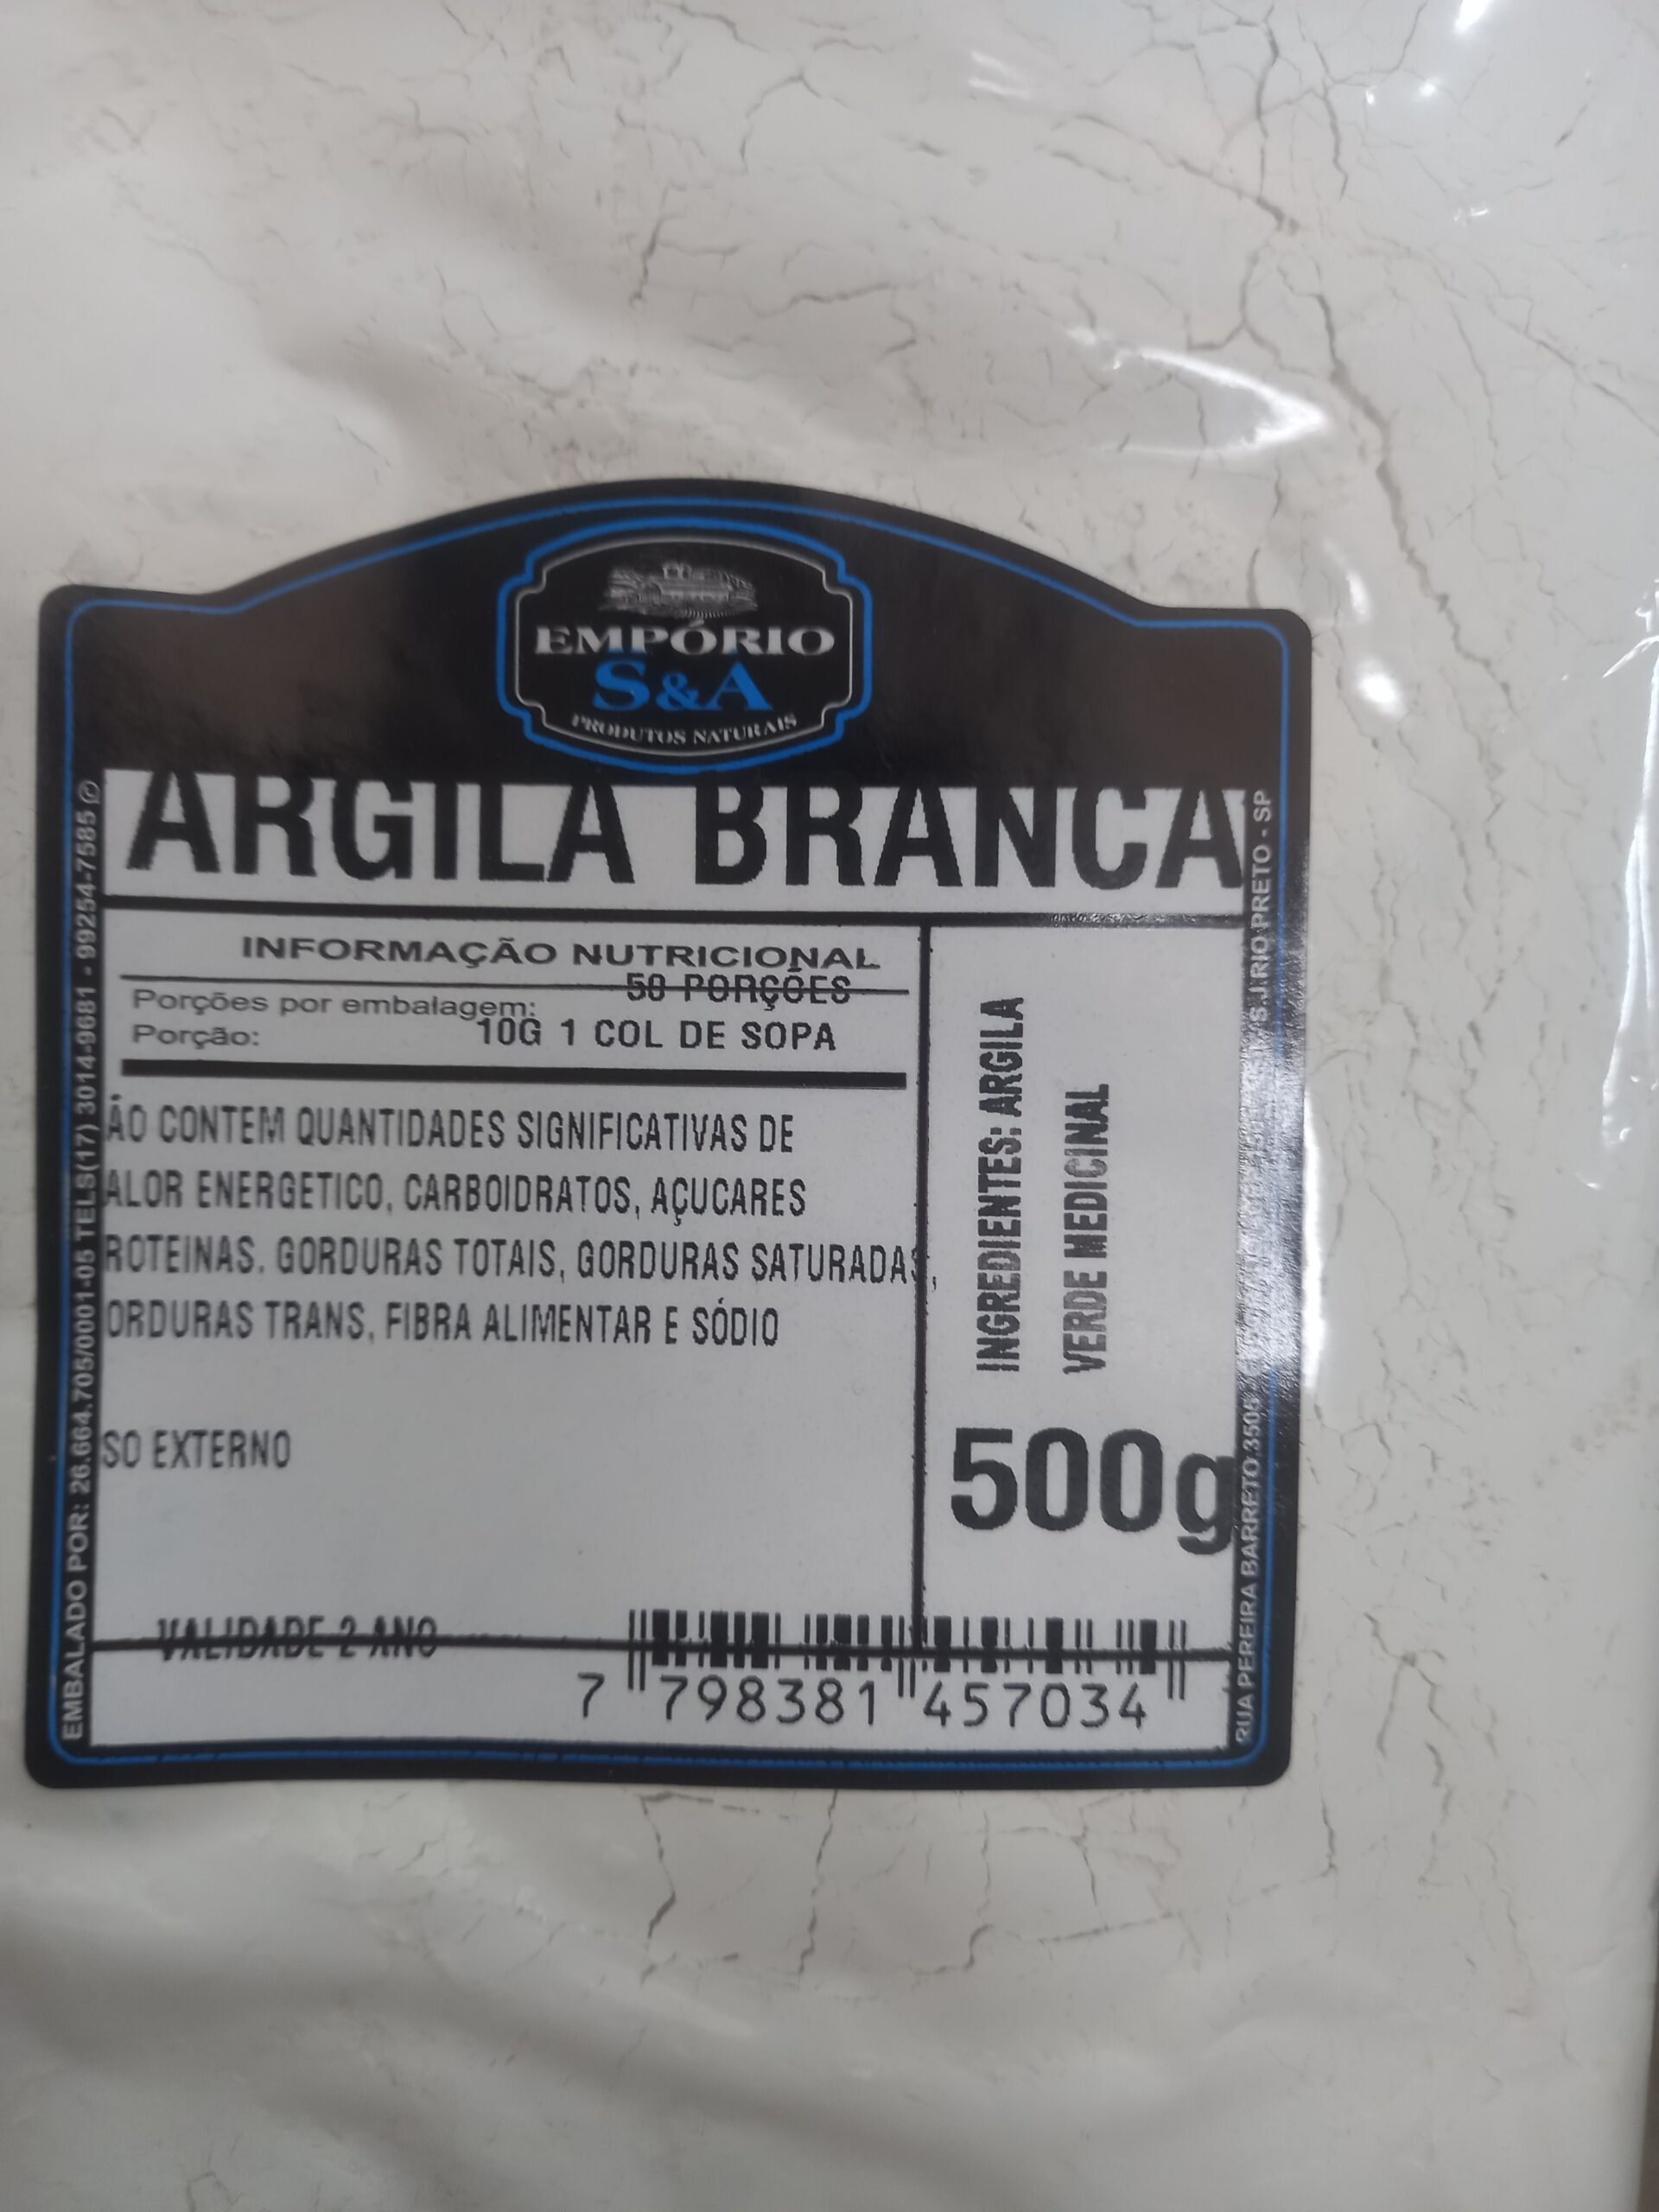 EMPÓRIO
S&A
PRODUTOS NATURAIS
ARGILA BRANCA
INFORMAÇÃO NUTRICIONAL
Porções por embalagem: 50 PORÇÕES
Porção: 10G 1 COL DE SOPA
ÃO CONTEM QUANTIDADES SIGNIFICATIVAS DE
ALOR ENERGETICO, CARBOIDRATOS, AÇUCARES
ROTEINAS. GORDURAS TOTAIS, GORDURAS SATURADAS,
ORDURAS TRANS, FIBRA ALIMENTAR E SÓDIO
SO EXTERNO
VALIDADE 2 ANO
INGREDIENTES: ARGILA
VERDE MEDICINAL
500g
7 798381 457034
EMBALADO POR: 26.664.705/0001-05 TELS(17) 3014-9681 - 99254-7585
RUA PEREIRA BARRETO,3505
S.J.RIO PRETO - SP